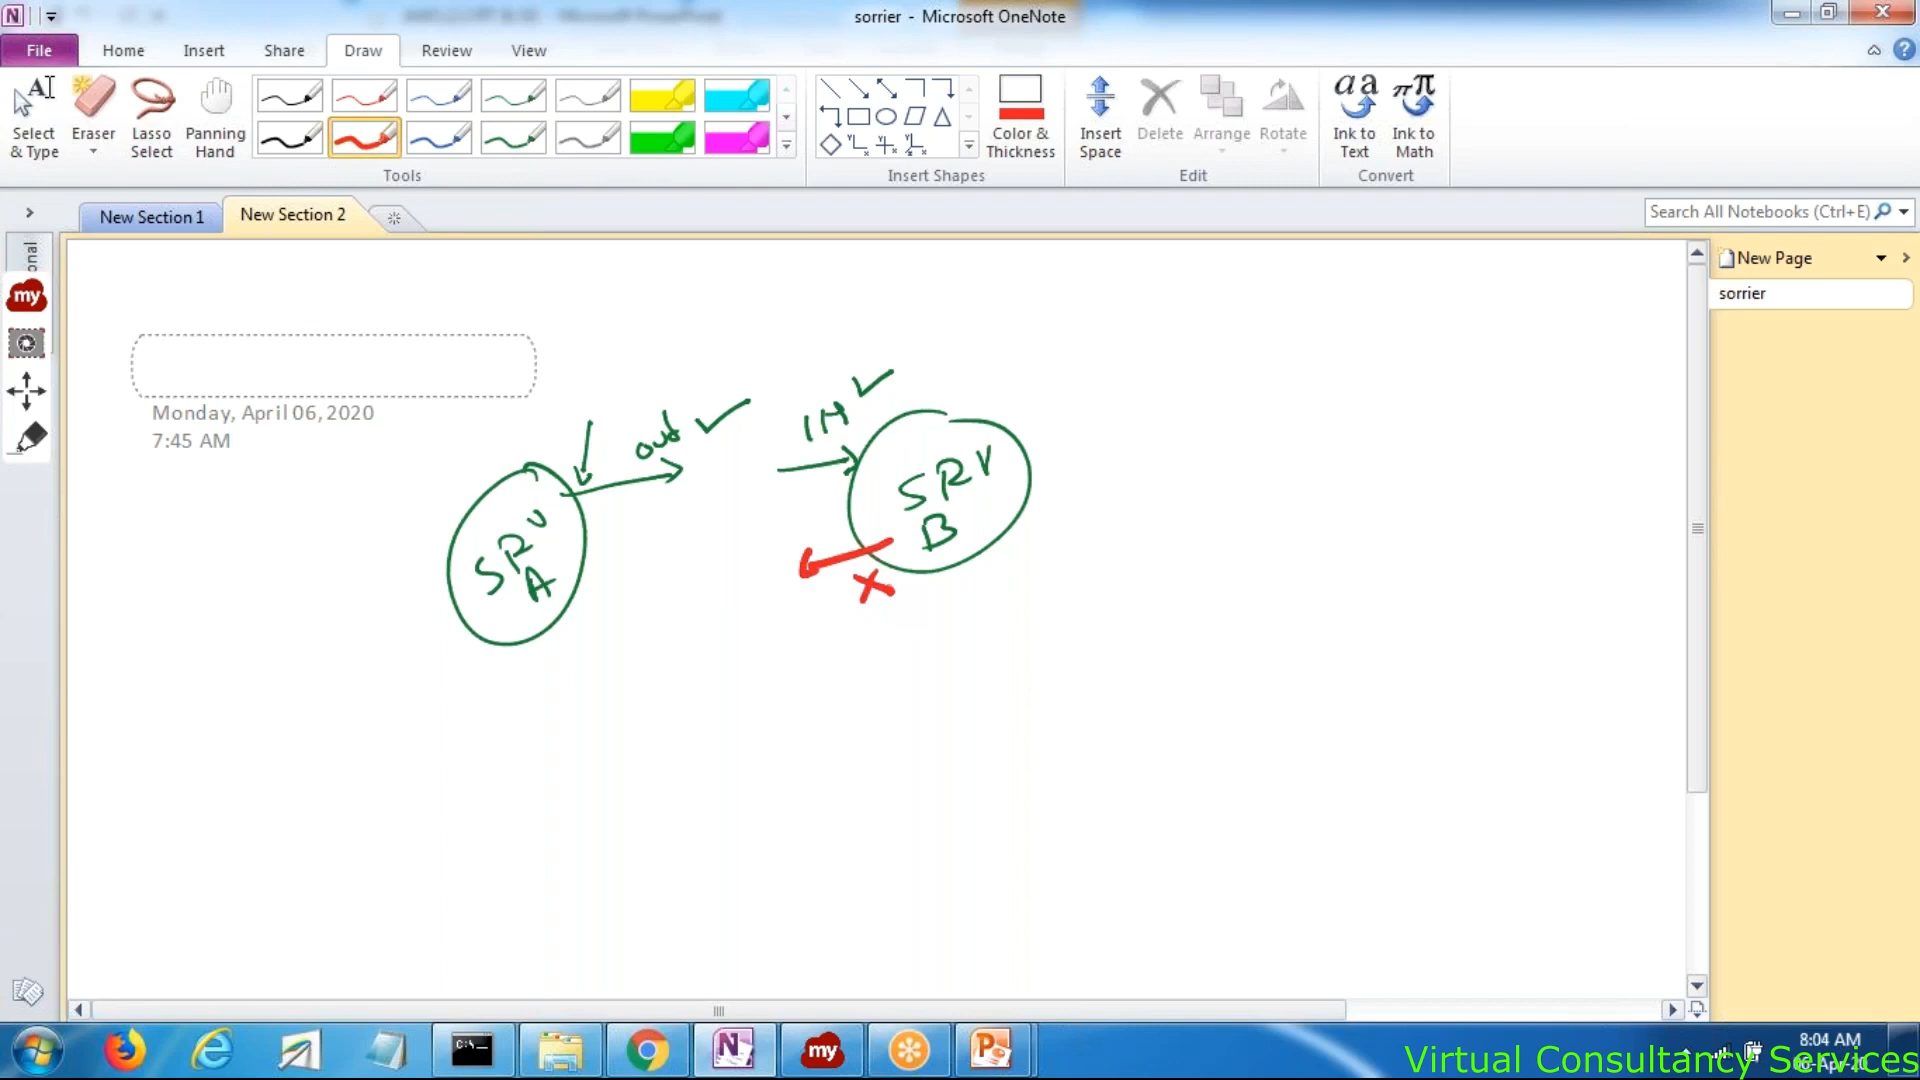 sorrier - Microsoft OneNote
File Home Insert Share Draw Review View
Select & Type
Eraser
Lasso Select
Panning Hand
Color & Thickness
Insert Space
Delete
Arrange
Rotate
Ink to Text
Ink to Math
Tools
Insert Shapes
Edit
Convert
New Section 1
New Section 2
Search All Notebooks (Ctrl+E)
onal
my
New Page
sorrier
Monday, April 06, 2020
7:45 AM
out
IN
SRV
A
SRV
B
C:\
my
8:04 AM
Virtual Consultancy Services